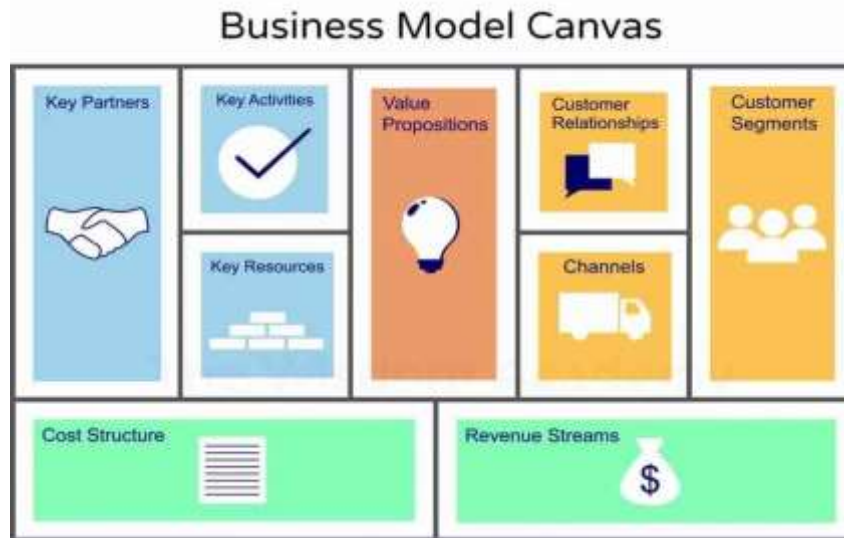 Business Model Canvas
Key Partners
Key Activities
Key Resources
Value
Propositions
Customer
Relationships
Channels
Customer
Segments
Cost Structure
Revenue Streams
$